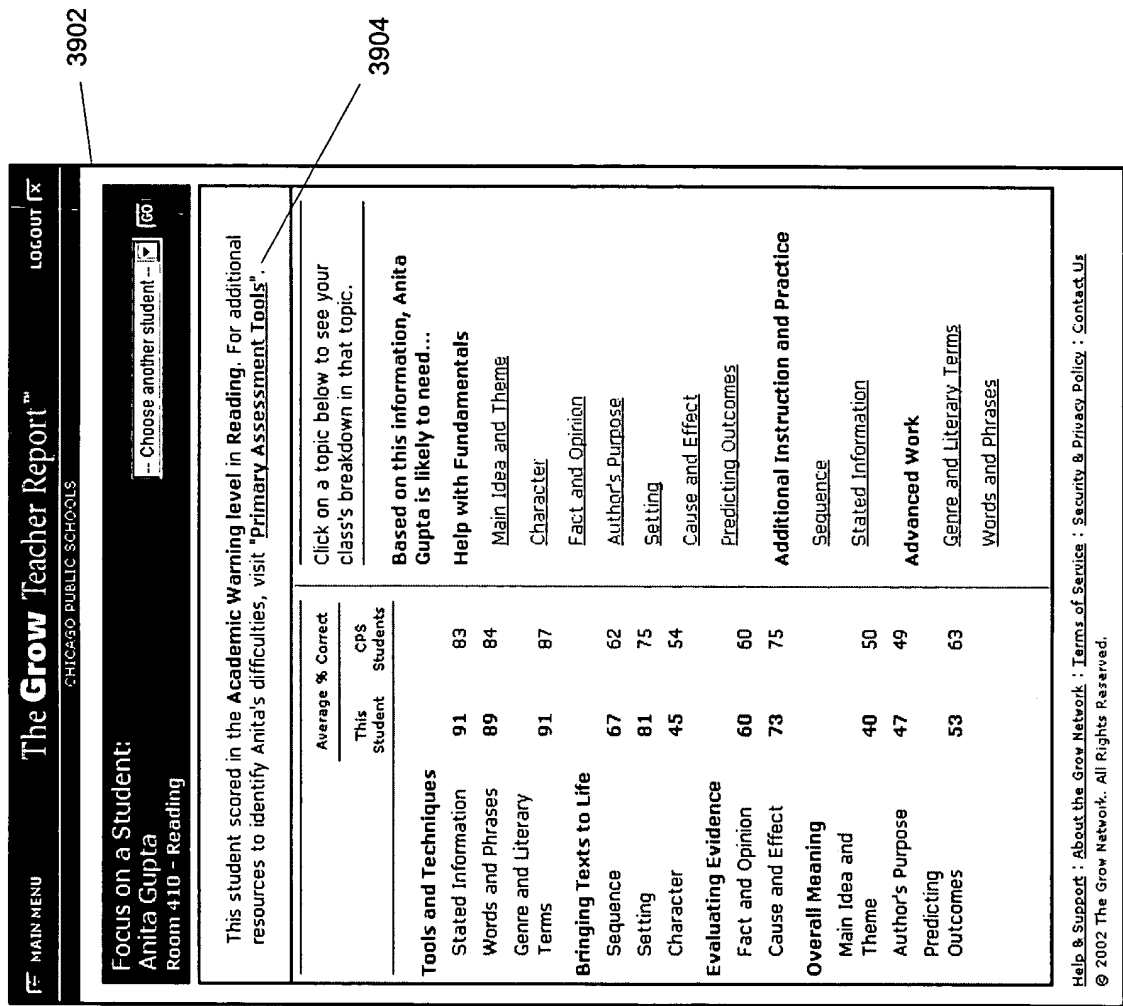 3902
3904
MAIN MENU
The Grow Teacher Report™
LOGOUT X
CHICAGO PUBLIC SCHOOLS
Focus on a Student:
Anita Gupta
Room 410 - Reading
-- Choose another student --
GO
This student scored in the Academic Warning level in Reading. For additional
resources to identify Anita's difficulties, visit "Primary Assessment Tools".
Average % Correct
This Student
CPS Students
Tools and Techniques
Stated Information 91 83
Words and Phrases 89 84
Genre and Literary
Terms 91 87
Bringing Texts to Life
Sequence 67 62
Setting 81 75
Character 45 54
Evaluating Evidence
Fact and Opinion 60 60
Cause and Effect 73 75
Overall Meaning
Main Idea and
Theme 40 50
Author's Purpose 47 49
Predicting
Outcomes 53 63
Click on a topic below to see your
class's breakdown in that topic.
Based on this information, Anita
Gupta is likely to need...
Help with Fundamentals
Main Idea and Theme
Character
Fact and Opinion
Author's Purpose
Setting
Cause and Effect
Predicting Outcomes
Additional Instruction and Practice
Sequence
Stated Information
Advanced Work
Genre and Literary Terms
Words and Phrases
Help & Support : About the Grow Network : Terms of Service : Security & Privacy Policy : Contact Us
© 2002 The Grow Network. All Rights Reserved.